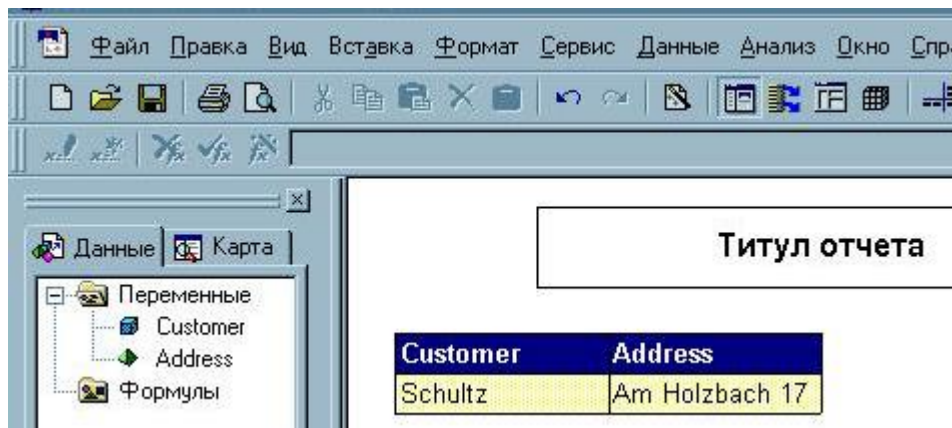 Файл Правка Вид Вставка Формат Сервис Данные Анализ Окно
Данные Карта
Титул отчета
Переменные
Customer
Address
Формулы
Customer Address
Schultz Am Holzbach 17